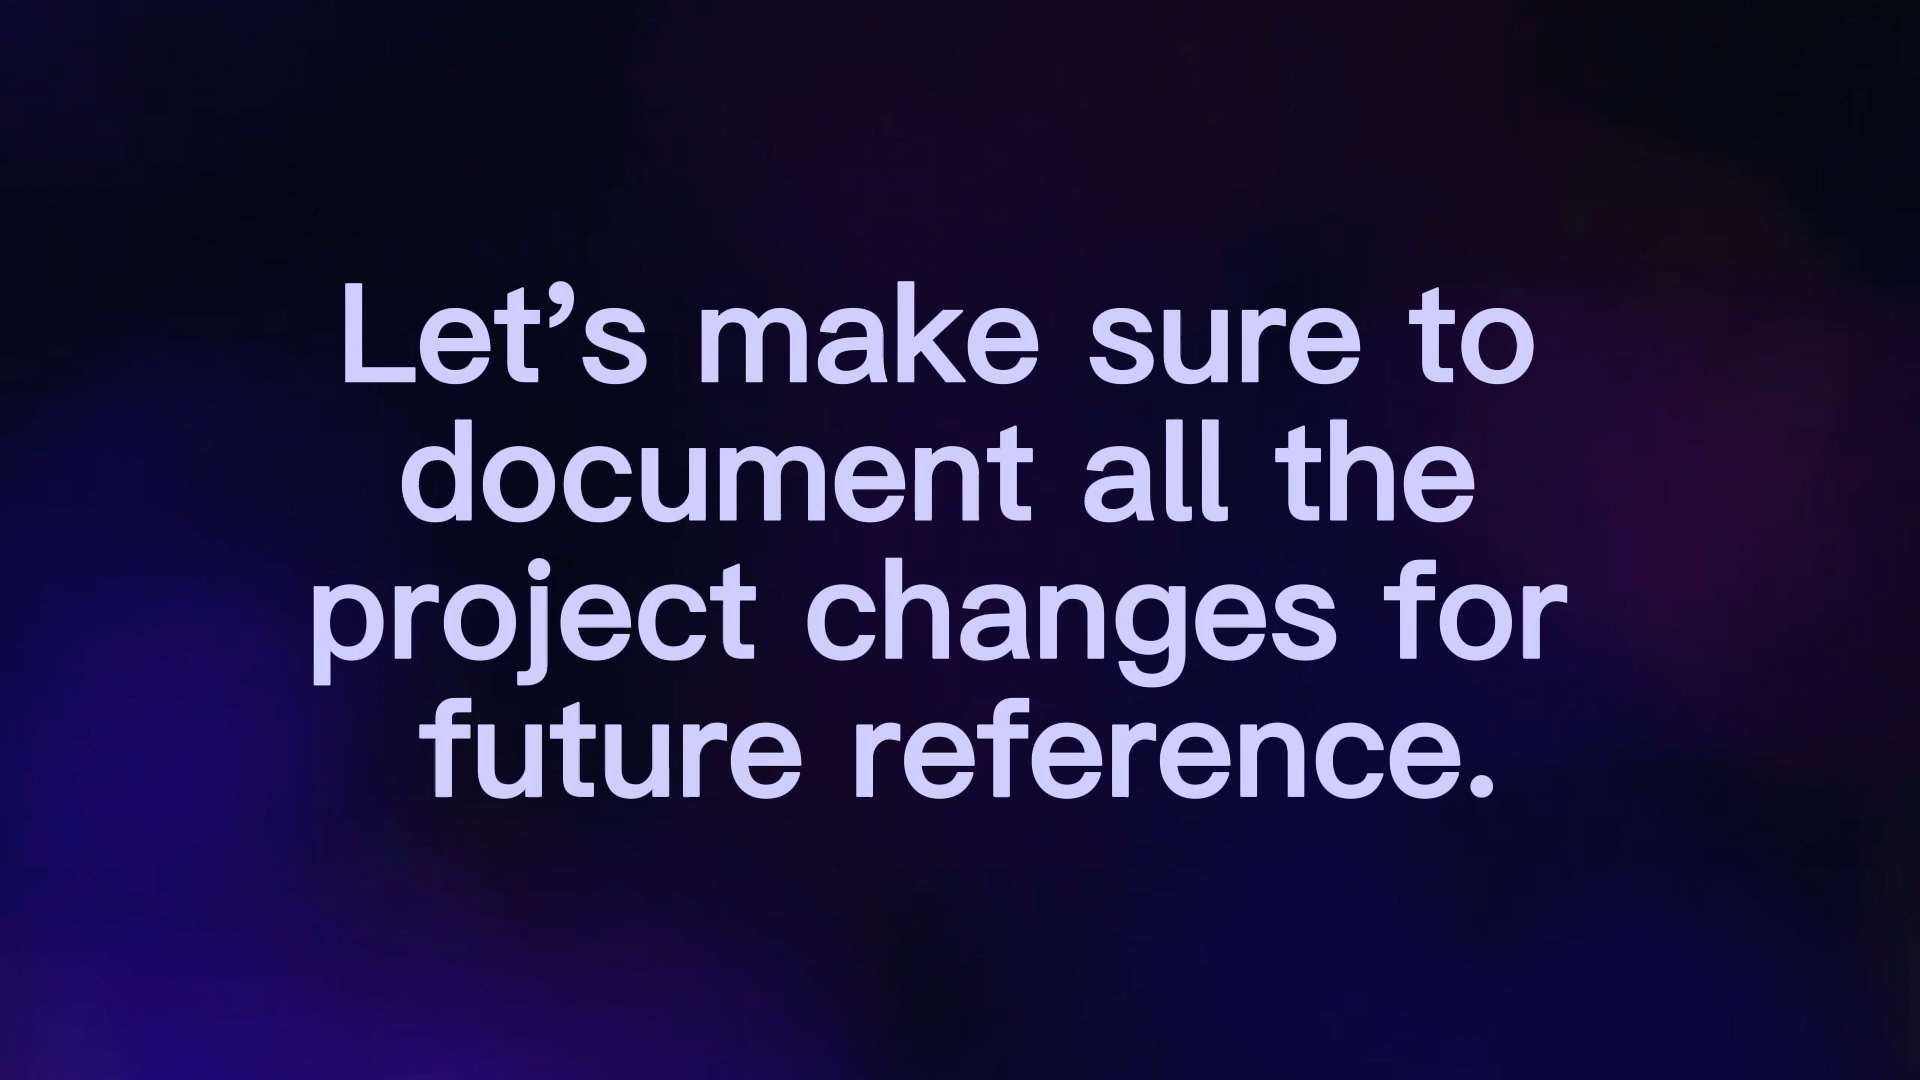 Let’s make sure to
document all the
project changes for
future reference.